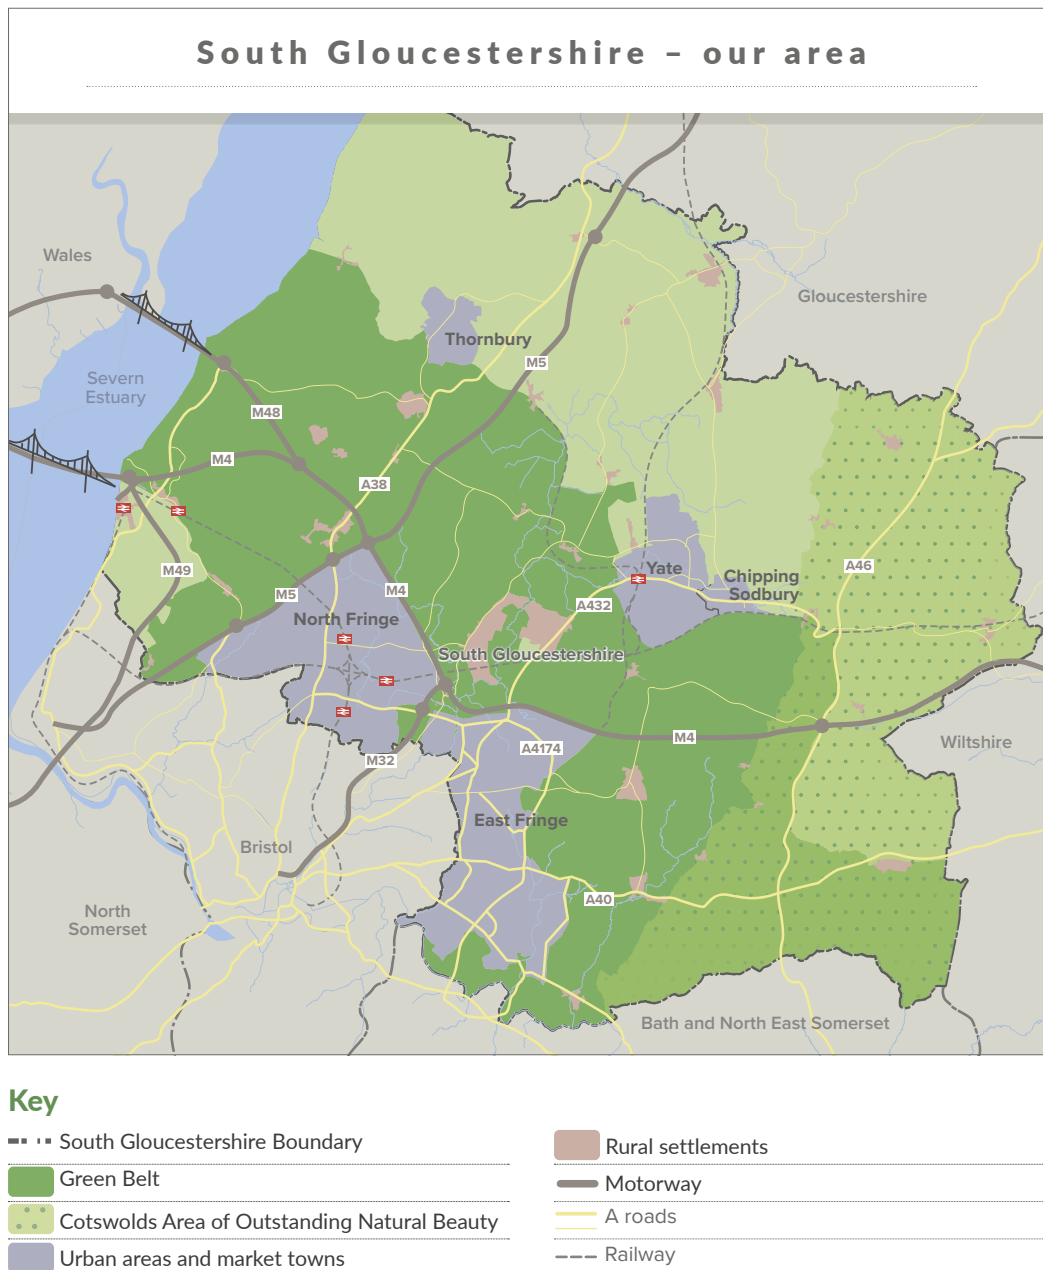 South Gloucestershire – our area
Wales
Gloucestershire
Thornbury
M5
Severn
Estuary
M48
M4
A38
M49
M5
M4
A46
Yate
Chipping
Sodbury
A432
North Fringe
South Gloucestershire
A4174
M4
M32
Wiltshire
East Fringe
Bristol
A40
North
Somerset
Bath and North East Somerset
Key
South Gloucestershire Boundary
Green Belt
Cotswolds Area of Outstanding Natural Beauty
Urban areas and market towns
Rural settlements
Motorway
A roads
Railway